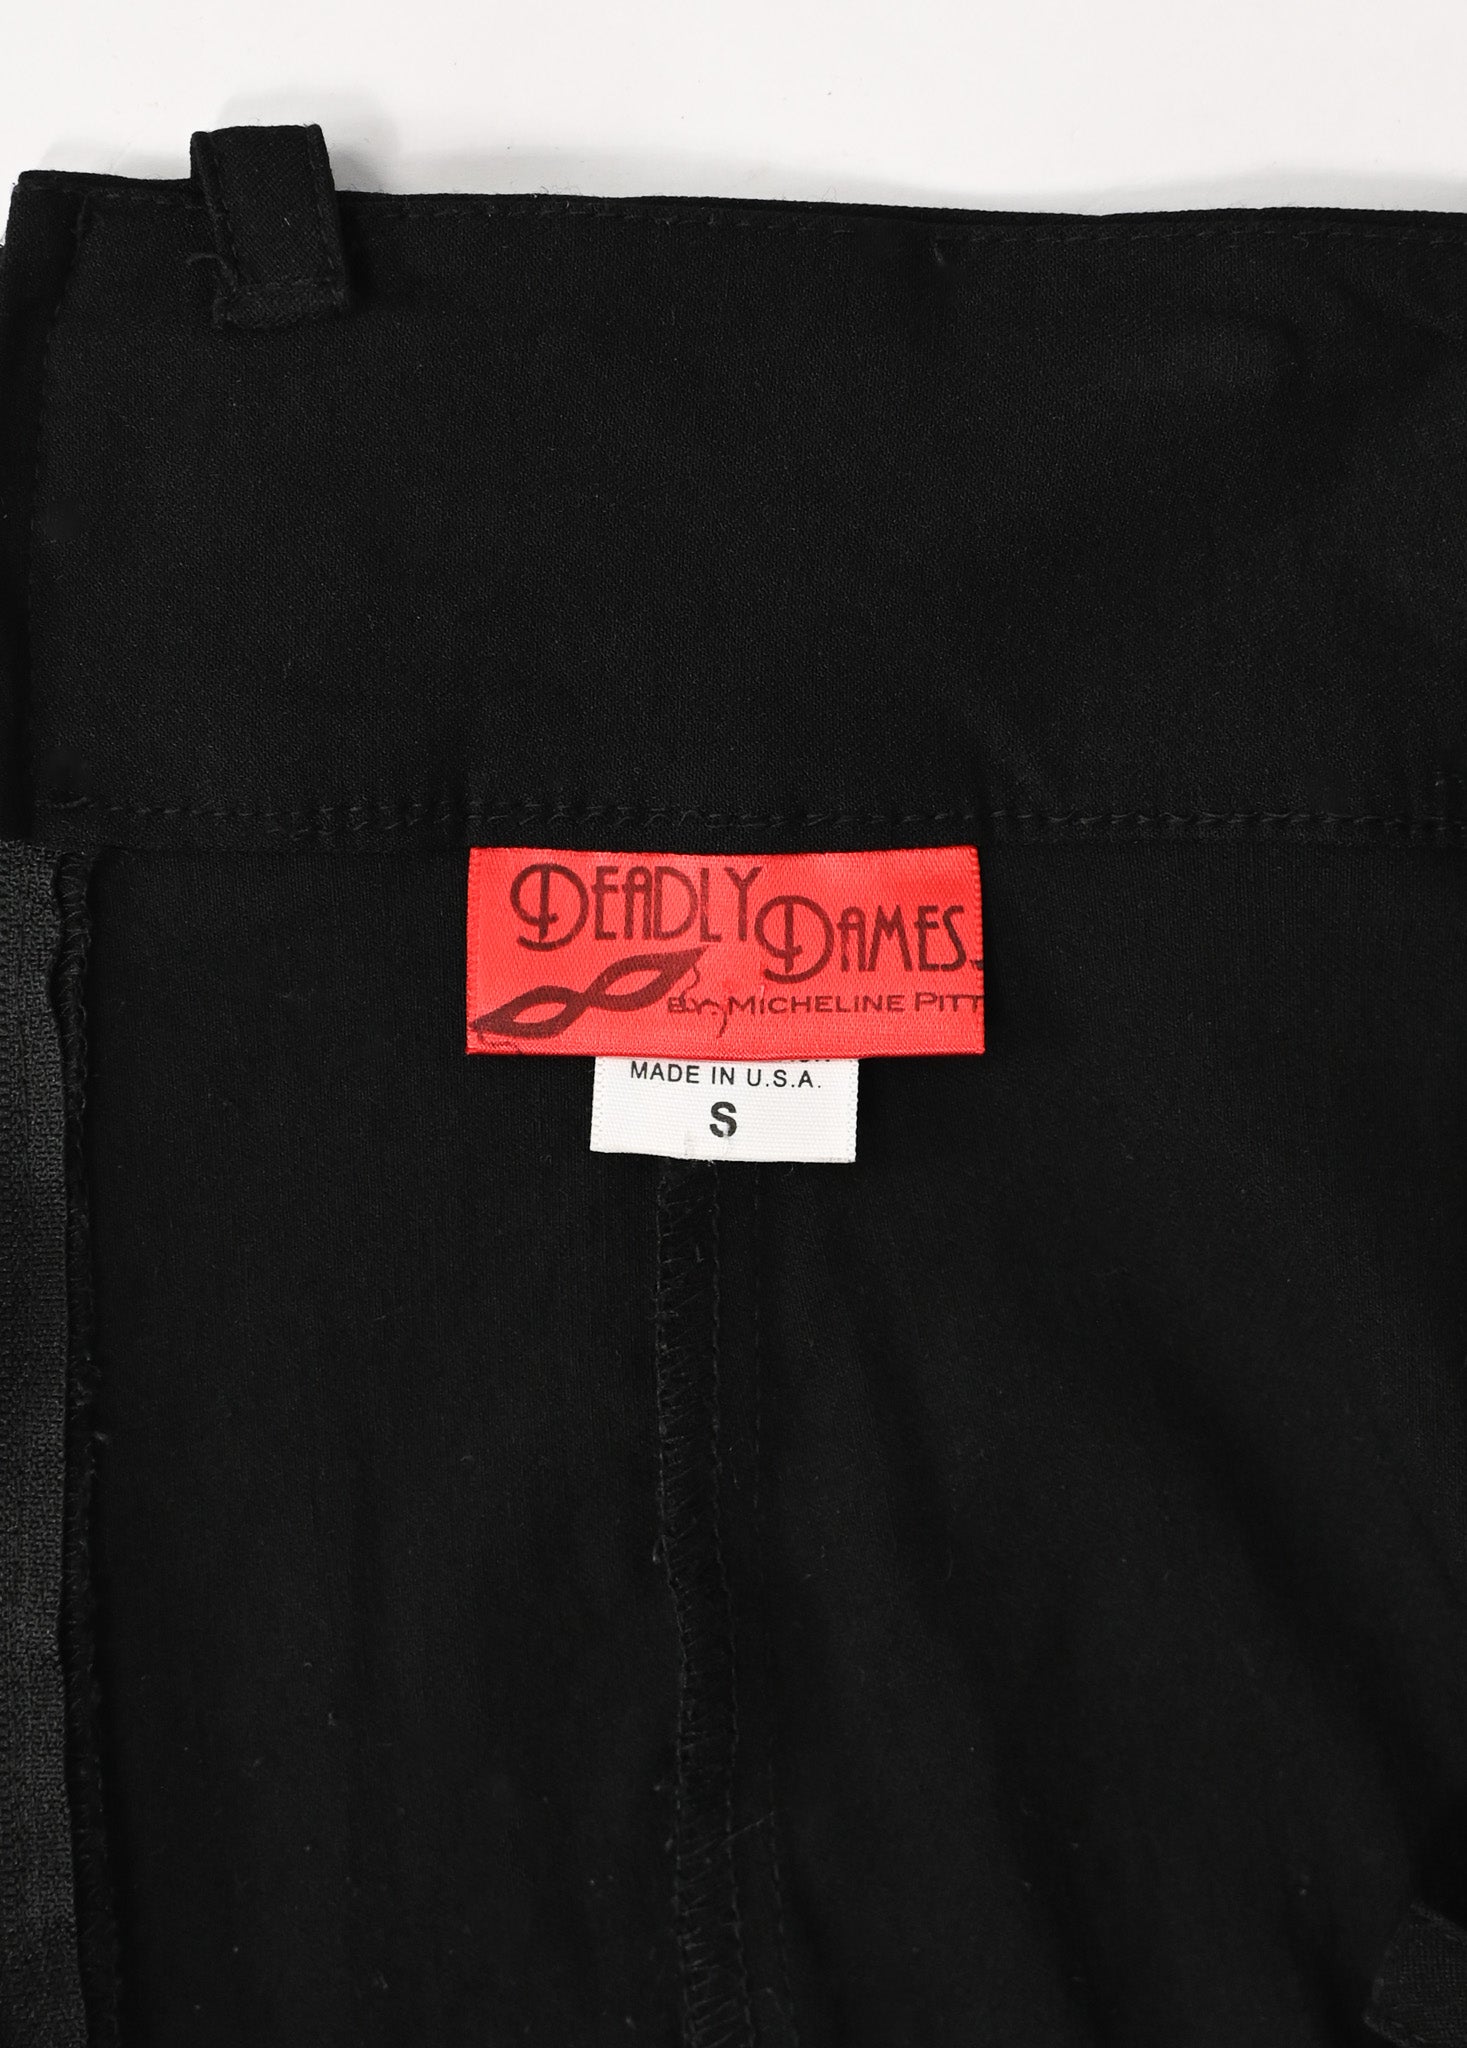 DEADLY DAMES
BY MICHELINE PITT
MADE IN U.S.A.
S